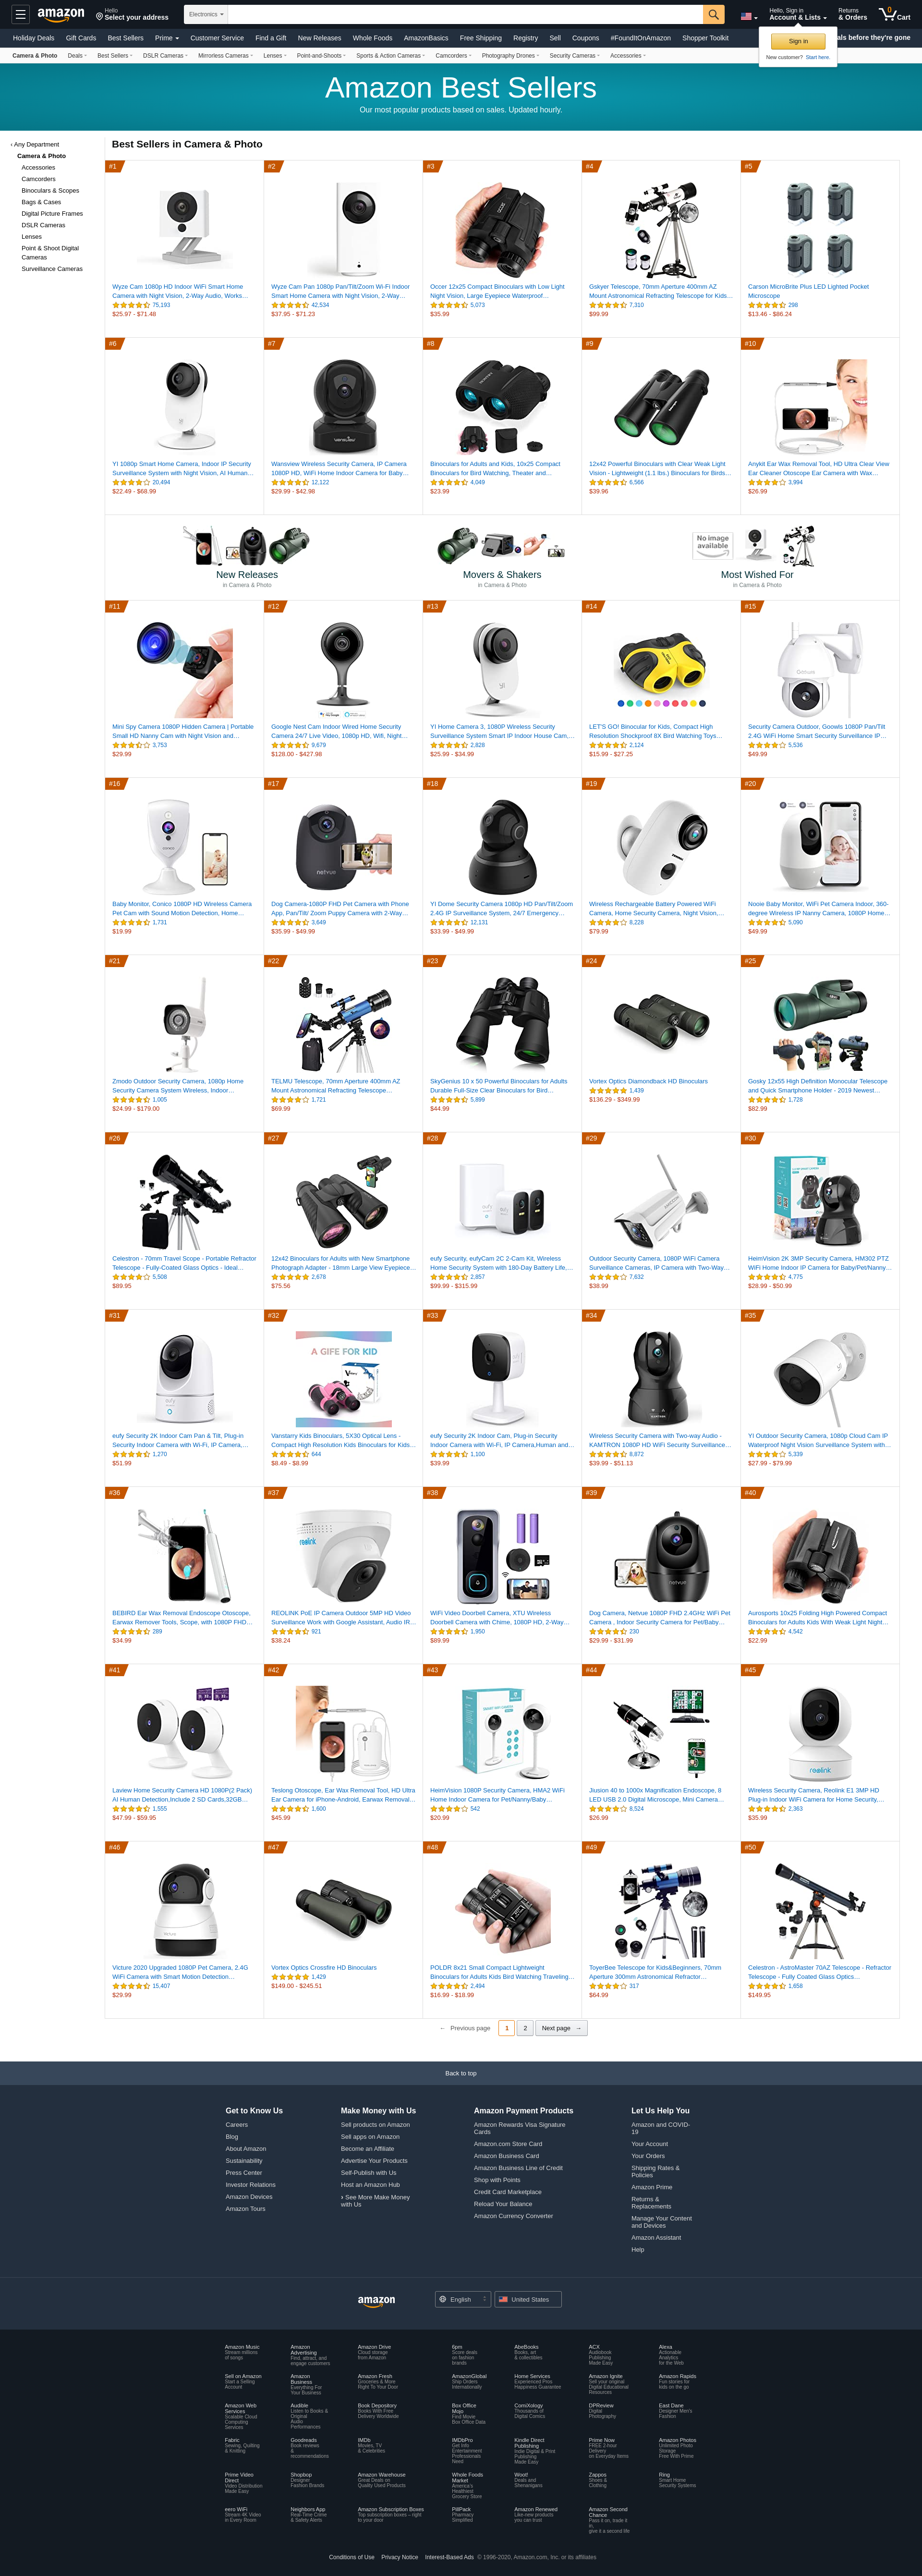 amazon
Hello
Select your address
Electronics
Hello, Sign in
Account & Lists
Returns
& Orders
0
Cart
Holiday Deals
Gift Cards
Best Sellers
Prime
Customer Service
Find a Gift
New Releases
Whole Foods
AmazonBasics
Free Shipping
Registry
Sell
Coupons
#FoundItOnAmazon
Shopper Toolkit
als before they're gone
Sign in
New customer? Start here.
Camera & Photo
Deals
Best Sellers
DSLR Cameras
Mirrorless Cameras
Lenses
Point-and-Shoots
Sports & Action Cameras
Camcorders
Photography Drones
Security Cameras
Accessories
Amazon Best Sellers
Our most popular products based on sales. Updated hourly.
‹ Any Department
Camera & Photo
Accessories
Camcorders
Binoculars & Scopes
Bags & Cases
Digital Picture Frames
DSLR Cameras
Lenses
Point & Shoot Digital
Cameras
Surveillance Cameras
Best Sellers in Camera & Photo
#1
Wyze Cam 1080p HD Indoor WiFi Smart Home
Camera with Night Vision, 2-Way Audio, Works…
75,193
$25.97 - $71.48
#2
Wyze Cam Pan 1080p Pan/Tilt/Zoom Wi-Fi Indoor
Smart Home Camera with Night Vision, 2-Way…
42,534
$37.95 - $71.23
#3
Occer 12x25 Compact Binoculars with Low Light
Night Vision, Large Eyepiece Waterproof…
5,073
$35.99
#4
Gskyer Telescope, 70mm Aperture 400mm AZ
Mount Astronomical Refracting Telescope for Kids…
7,310
$99.99
#5
Carson MicroBrite Plus LED Lighted Pocket
Microscope
298
$13.46 - $86.24
#6
YI 1080p Smart Home Camera, Indoor IP Security
Surveillance System with Night Vision, AI Human…
20,494
$22.49 - $68.99
#7
Wansview Wireless Security Camera, IP Camera
1080P HD, WiFi Home Indoor Camera for Baby…
12,122
$29.99 - $42.98
#8
Binoculars for Adults and Kids, 10x25 Compact
Binoculars for Bird Watching, Theater and…
4,049
$23.99
#9
12x42 Powerful Binoculars with Clear Weak Light
Vision - Lightweight (1.1 lbs.) Binoculars for Birds…
6,566
$39.96
#10
Anykit Ear Wax Removal Tool, HD Ultra Clear View
Ear Cleaner Otoscope Ear Camera with Wax…
3,994
$26.99
New Releases
in Camera & Photo
Movers & Shakers
in Camera & Photo
No image
available
Most Wished For
in Camera & Photo
#11
Mini Spy Camera 1080P Hidden Camera | Portable
Small HD Nanny Cam with Night Vision and…
3,753
$29.99
#12
Google Nest Cam Indoor Wired Home Security
Camera 24/7 Live Video, 1080p HD, Wifi, Night…
9,679
$128.00 - $427.98
#13
YI Home Camera 3, 1080P Wireless Security
Surveillance System Smart IP Indoor House Cam,…
2,828
$25.99 - $34.99
#14
LET'S GO! Binocular for Kids, Compact High
Resolution Shockproof 8X Bird Watching Toys…
2,124
$15.99 - $27.25
#15
Security Camera Outdoor, Goowls 1080P Pan/Tilt
2.4G WiFi Home Smart Security Surveillance IP…
5,536
$49.99
#16
Baby Monitor, Conico 1080P HD Wireless Camera
Pet Cam with Sound Motion Detection, Home…
1,731
$19.99
#17
netvue
Dog Camera-1080P FHD Pet Camera with Phone
App, Pan/Tilt/ Zoom Puppy Camera with 2-Way…
3,649
$35.99 - $49.99
#18
YI Dome Security Camera 1080p HD Pan/Tilt/Zoom
2.4G IP Surveillance System, 24/7 Emergency…
12,131
$33.99 - $49.99
#19
Wireless Rechargeable Battery Powered WiFi
Camera, Home Security Camera, Night Vision,…
8,228
$79.99
#20
Nooie Baby Monitor, WiFi Pet Camera Indoor, 360-
degree Wireless IP Nanny Camera, 1080P Home…
5,090
$49.99
#21
Zmodo Outdoor Security Camera, 1080p Home
Security Camera System Wireless, Indoor…
1,005
$24.99 - $179.00
#22
TELMU Telescope, 70mm Aperture 400mm AZ
Mount Astronomical Refracting Telescope…
1,721
$69.99
#23
SkyGenius 10 x 50 Powerful Binoculars for Adults
Durable Full-Size Clear Binoculars for Bird…
5,899
$44.99
#24
Vortex Optics Diamondback HD Binoculars
1,439
$136.29 - $349.99
#25
Gosky 12x55 High Definition Monocular Telescope
and Quick Smartphone Holder - 2019 Newest…
1,728
$82.99
#26
Celestron - 70mm Travel Scope - Portable Refractor
Telescope - Fully-Coated Glass Optics - Ideal…
5,508
$89.95
#27
12x42 Binoculars for Adults with New Smartphone
Photograph Adapter - 18mm Large View Eyepiece…
2,678
$75.56
#28
eufy Security, eufyCam 2C 2-Cam Kit, Wireless
Home Security System with 180-Day Battery Life,…
2,857
$99.99 - $315.99
#29
Outdoor Security Camera, 1080P WiFi Camera
Surveillance Cameras, IP Camera with Two-Way…
7,632
$38.99
#30
HeimVision 2K 3MP Security Camera, HM302 PTZ
WiFi Home Indoor IP Camera for Baby/Pet/Nanny…
4,775
$28.99 - $50.99
#31
eufy Security 2K Indoor Cam Pan & Tilt, Plug-in
Security Indoor Camera with Wi-Fi, IP Camera,…
1,270
$51.99
#32
A GIFE FOR KID
Vanstarry Kids Binoculars, 5X30 Optical Lens -
Compact High Resolution Kids Binoculars for Kids…
644
$8.49 - $8.99
#33
eufy Security 2K Indoor Cam, Plug-in Security
Indoor Camera with Wi-Fi, IP Camera,Human and…
1,100
$39.99
#34
Wireless Security Camera with Two-way Audio -
KAMTRON 1080P HD WiFi Security Surveillance…
8,872
$39.99 - $51.13
#35
YI Outdoor Security Camera, 1080p Cloud Cam IP
Waterproof Night Vision Surveillance System with…
5,339
$27.99 - $79.99
#36
BEBIRD Ear Wax Removal Endoscope Otoscope,
Earwax Remover Tools, Scope, with 1080P FHD…
289
$34.99
#37
reolink
REOLINK PoE IP Camera Outdoor 5MP HD Video
Surveillance Work with Google Assistant, Audio IR…
921
$38.24
#38
WiFi Video Doorbell Camera, XTU Wireless
Doorbell Camera with Chime, 1080P HD, 2-Way…
1,950
$89.99
#39
Dog Camera, Netvue 1080P FHD 2.4GHz WiFi Pet
Camera , Indoor Security Camera for Pet/Baby…
230
$29.99 - $31.99
#40
Aurosports 10x25 Folding High Powered Compact
Binoculars for Adults Kids With Weak Light Night…
4,542
$22.99
#41
Laview Home Security Camera HD 1080P(2 Pack)
AI Human Detection,Include 2 SD Cards,32GB…
1,555
$47.99 - $59.95
#42
Teslong Otoscope, Ear Wax Removal Tool, HD Ultra
Ear Camera for iPhone-Android, Earwax Removal…
1,600
$45.99
#43
HeimVision 1080P Security Camera, HMA2 WiFi
Home Indoor Camera for Pet/Nanny/Baby…
542
$20.99
#44
Jiusion 40 to 1000x Magnification Endoscope, 8
LED USB 2.0 Digital Microscope, Mini Camera…
8,524
$26.99
#45
reolink
Wireless Security Camera, Reolink E1 3MP HD
Plug-in Indoor WiFi Camera for Home Security,…
2,363
$35.99
#46
Victure 2020 Upgraded 1080P Pet Camera, 2.4G
WiFi Camera with Smart Motion Detection…
15,407
$29.99
#47
Vortex Optics Crossfire HD Binoculars
1,429
$149.00 - $245.51
#48
POLDR 8x21 Small Compact Lightweight
Binoculars for Adults Kids Bird Watching Traveling…
2,494
$16.99 - $18.99
#49
ToyerBee Telescope for Kids&Beginners, 70mm
Aperture 300mm Astronomical Refractor…
317
$64.99
#50
Celestron - AstroMaster 70AZ Telescope - Refractor
Telescope - Fully Coated Glass Optics…
1,658
$149.95
← Previous page
1
2
Next page →
Back to top
Get to Know Us
Careers
Blog
About Amazon
Sustainability
Press Center
Investor Relations
Amazon Devices
Amazon Tours
Make Money with Us
Sell products on Amazon
Sell apps on Amazon
Become an Affiliate
Advertise Your Products
Self-Publish with Us
Host an Amazon Hub
› See More Make Money
with Us
Amazon Payment Products
Amazon Rewards Visa Signature
Cards
Amazon.com Store Card
Amazon Business Card
Amazon Business Line of Credit
Shop with Points
Credit Card Marketplace
Reload Your Balance
Amazon Currency Converter
Let Us Help You
Amazon and COVID-
19
Your Account
Your Orders
Shipping Rates &
Policies
Amazon Prime
Returns &
Replacements
Manage Your Content
and Devices
Amazon Assistant
Help
amazon
English
United States
Amazon Music
Stream millions
of songs
Amazon
Advertising
Find, attract, and
engage customers
Amazon Drive
Cloud storage
from Amazon
6pm
Score deals
on fashion
brands
AbeBooks
Books, art
& collectibles
ACX
Audiobook
Publishing
Made Easy
Alexa
Actionable
Analytics
for the Web
Sell on Amazon
Start a Selling
Account
Amazon
Business
Everything For
Your Business
Amazon Fresh
Groceries & More
Right To Your Door
AmazonGlobal
Ship Orders
Internationally
Home Services
Experienced Pros
Happiness Guarantee
Amazon Ignite
Sell your original
Digital Educational
Resources
Amazon Rapids
Fun stories for
kids on the go
Amazon Web
Services
Scalable Cloud
Computing
Services
Audible
Listen to Books &
Original
Audio
Performances
Book Depository
Books With Free
Delivery Worldwide
Box Office
Mojo
Find Movie
Box Office Data
ComiXology
Thousands of
Digital Comics
DPReview
Digital
Photography
East Dane
Designer Men's
Fashion
Fabric
Sewing, Quilting
& Knitting
Goodreads
Book reviews
&
recommendations
IMDb
Movies, TV
& Celebrities
IMDbPro
Get Info
Entertainment
Professionals
Need
Kindle Direct
Publishing
Indie Digital & Print
Publishing
Made Easy
Prime Now
FREE 2-hour
Delivery
on Everyday Items
Amazon Photos
Unlimited Photo
Storage
Free With Prime
Prime Video
Direct
Video Distribution
Made Easy
Shopbop
Designer
Fashion Brands
Amazon Warehouse
Great Deals on
Quality Used Products
Whole Foods
Market
America's
Healthiest
Grocery Store
Woot!
Deals and
Shenanigans
Zappos
Shoes &
Clothing
Ring
Smart Home
Security Systems
eero WiFi
Stream 4K Video
in Every Room
Neighbors App
Real-Time Crime
& Safety Alerts
Amazon Subscription Boxes
Top subscription boxes – right
to your door
PillPack
Pharmacy
Simplified
Amazon Renewed
Like-new products
you can trust
Amazon Second
Chance
Pass it on, trade it
in,
give it a second life
Conditions of Use
Privacy Notice
Interest-Based Ads
© 1996-2020, Amazon.com, Inc. or its affiliates